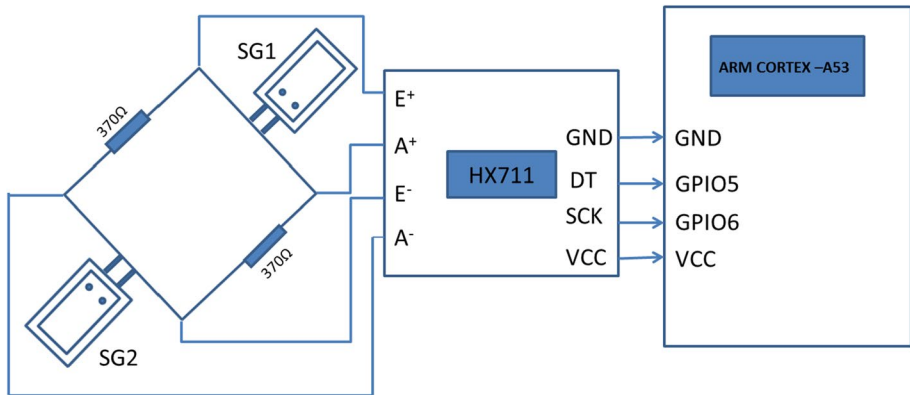 SG1
370Ω
370Ω
SG2
E⁺
A⁺
E⁻
A⁻
HX711
GND
DT
SCK
VCC
ARM CORTEX –A53
GND
GPIO5
GPIO6
VCC